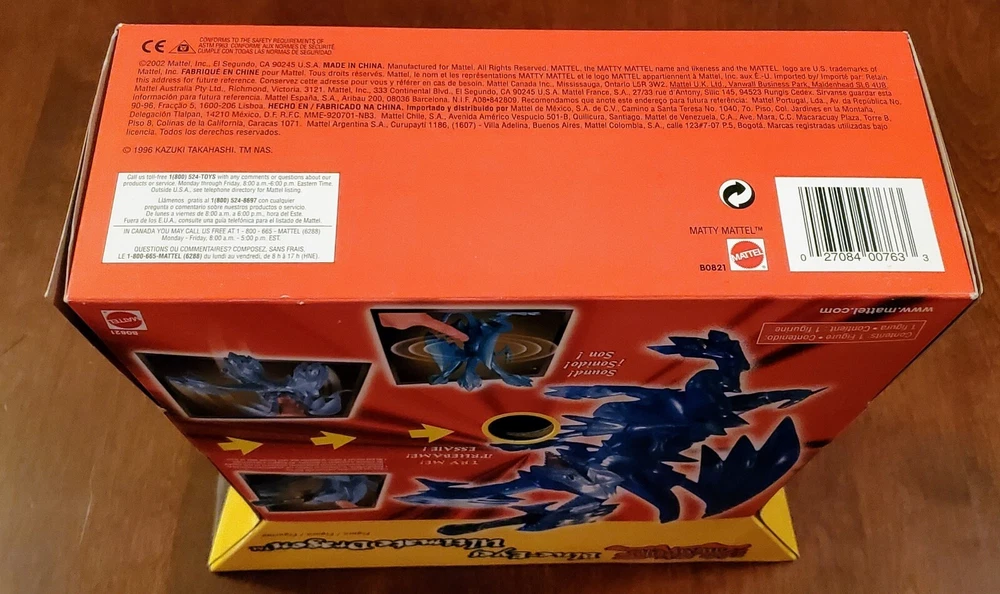 CE
CONFORMS TO THE SAFETY REQUIREMENTS OF
ASTM F963. CONFORME AUX NORMES DE SÉCURITÉ.
CUMPLE CON TODAS LAS NORMAS DE SEGURIDAD.
©2002 Mattel, Inc., El Segundo, CA 90245 U.S.A. MADE IN CHINA. Manufactured for Mattel. All Rights Reserved. MATTEL, the MATTY MATTEL name and likeness and the MATTEL logo are U.S. trademarks of
Mattel, Inc. FABRIQUÉ EN CHINE pour Mattel. Tous droits réservés. Mattel, le nom et les représentations MATTY MATTEL et le logo MATTEL appartiennent à Mattel, Inc. aux É.-U. Imported by/Importé par: Retain
this address for future reference. Conservez cette adresse pour vous y référer en cas de besoin. Mattel Canada Inc., Mississauga, Ontario L5R 3W2. Mattel U.K. Ltd., Vanwall Business Park, Maidenhead SL6 4UB.
Mattel Australia Pty Ltd., Richmond, Victoria. 3121. Mattel, Inc., 333 Continental Blvd., El Segundo, CA 90245 U.S.A. Mattel France, S.A., 27/33 rue d'Antony, Silic 145, 94523 Rungis Cedex. Sírvanse guardar esta
información para futura referencia. Mattel España, S.A., Aribau 200, 08036 Barcelona. N.I.F. A08-842809. Recomendamos que anote este endereço para futura referência: Mattel Portugal, Lda., Av. da República No.
90-96, Fracção 5, 1600-206 Lisboa. HECHO EN / FABRICADO NA CHINA. Importado y distribuido por Mattel de México, S.A. de C.V., Camino a Santa Teresa No. 1040, 7o. Piso, Col. Jardines en la Montaña,
Delegación Tlalpan, 14210 México, D.F. R.F.C. MME-920701-NB3. Mattel Chile, S.A., Avenida Américo Vespucio 501-B, Quilicura, Santiago. Mattel de Venezuela, C.A., Ave. Mara, C.C. Macaracuay Plaza, Torre B,
Piso 8, Colinas de la California, Caracas 1071. Mattel Argentina S.A., Curupaytí 1186, (1607) - Villa Adelina, Buenos Aires. Mattel Colombia, S.A., calle 123#7-07 P.5, Bogotá. Marcas registradas utilizadas bajo
licencia. Todos los derechos reservados.
© 1996 KAZUKI TAKAHASHI. TM NAS.
Call us toll-free 1(800) 524-TOYS with any comments or questions about our
products or service. Monday through Friday, 8:00 a.m.-6:00 p.m. Eastern Time.
Outside U.S.A., see telephone directory for Mattel listing.
Llámenos gratis al 1(800) 524-8697 con cualquier
pregunta o comentario sobre nuestros productos o servicio.
De lunes a viernes de 8:00 a.m. a 6:00 p.m., hora del Este.
Fuera de los E.U.A., consulte una guía telefónica para el listado de Mattel.
IN CANADA YOU MAY CALL US FREE AT 1 - 800 - 665 - MATTEL (6288)
Monday - Friday, 8:00 a.m. - 5:00 p.m. EST.
QUESTIONS OU COMMENTAIRES? COMPOSEZ, SANS FRAIS,
LE 1-800-665-MATTEL (6288) du lundi au vendredi, de 8 h à 17 h (HNE).
MATTY MATTEL™
B0821
MATTEL
0 27084 00763 3
www.mattel.com
Contents: 1 figure • Contenido:
1 figura • Contient : 1 figurine
MATTEL
B0821
Sound!
¡Sonido!
Son !
TRY ME!
¡PRUÉBAME!
ESSAIE !
Blue-Eyes
Ultimate Dragon™
Figure / Figura / Figurine